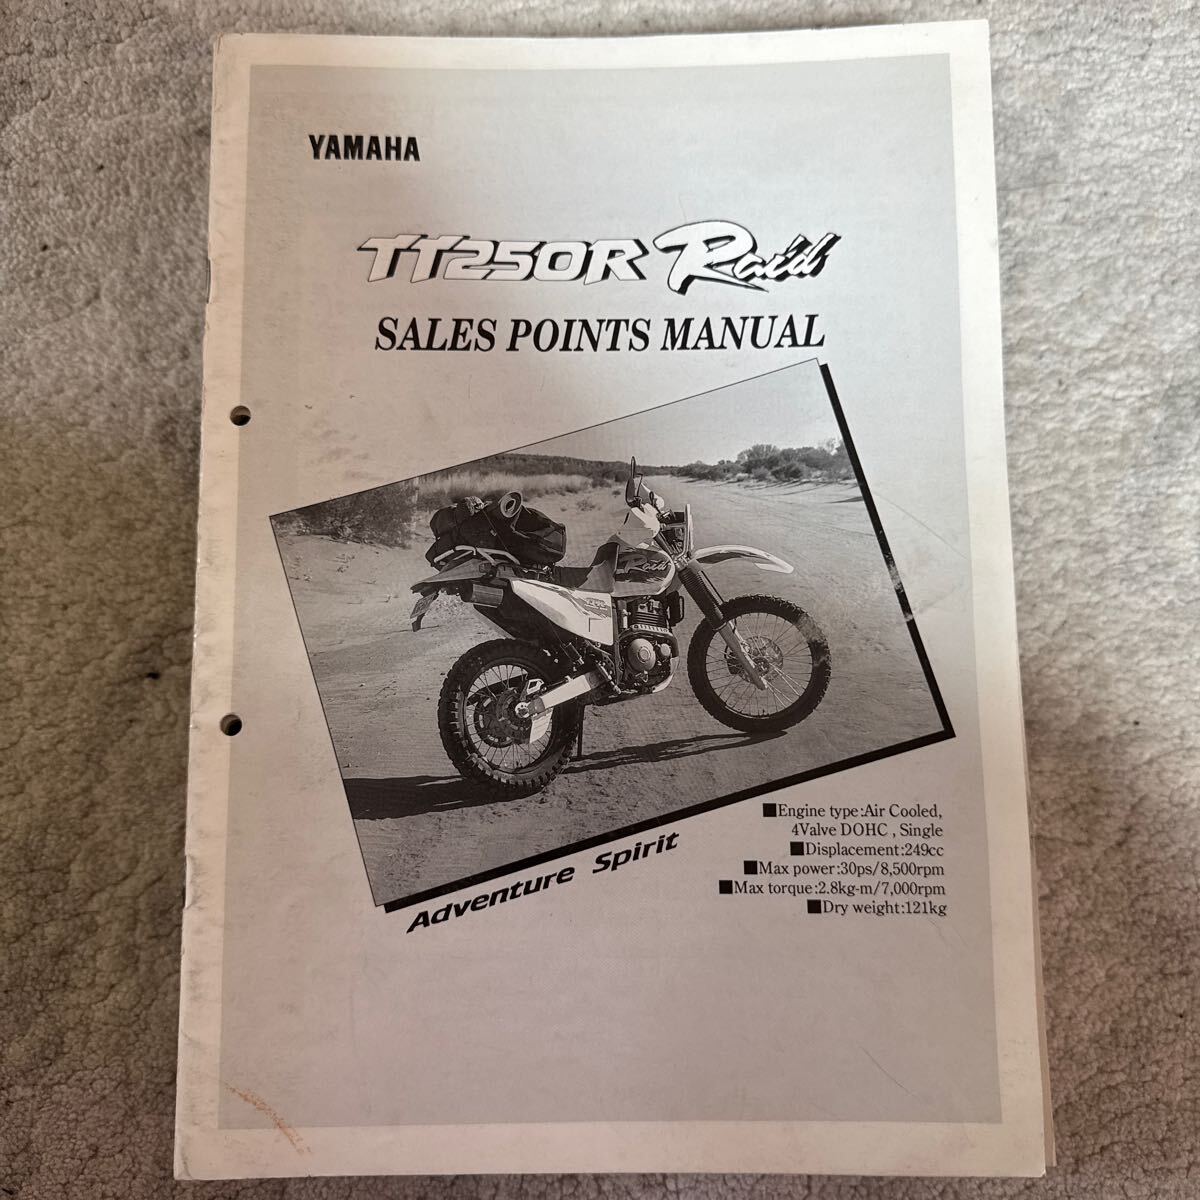 YAMAHA
TT250R Raid
SALES POINTS MANUAL
Raid
■Engine type:Air Cooled,
4Valve DOHC , Single
■Displacement:249cc
■Max power:30ps/8,500rpm
■Max torque:2.8kg-m/7,000rpm
■Dry weight:121kg
Adventure Spirit